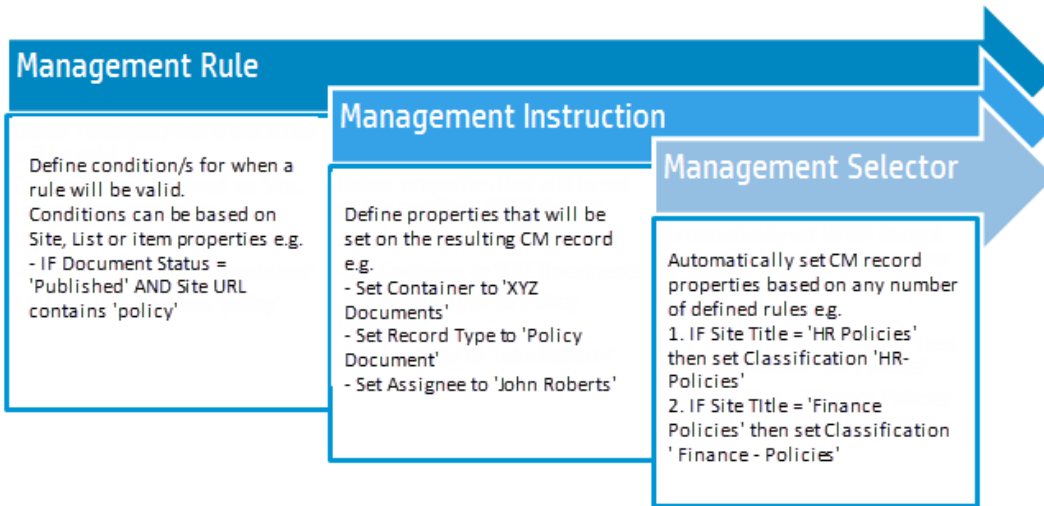 Management Rule
Define condition/s for when a
rule will be valid.
Conditions can be based on
Site, List or item properties e.g.
- IF Document Status =
'Published' AND Site URL
contains 'policy'
Management Instruction
Define properties that will be
set on the resulting CM record
e.g.
- Set Container to 'XYZ
Documents'
- Set Record Type to 'Policy
Document'
- Set Assignee to 'John Roberts'
Management Selector
Automatically set CM record
properties based on any number
of defined rules e.g.
1. IF Site Title = 'HR Policies'
then set Classification 'HR-
Policies'
2. IF Site TItle = 'Finance
Policies' then set Classification
' Finance - Policies'